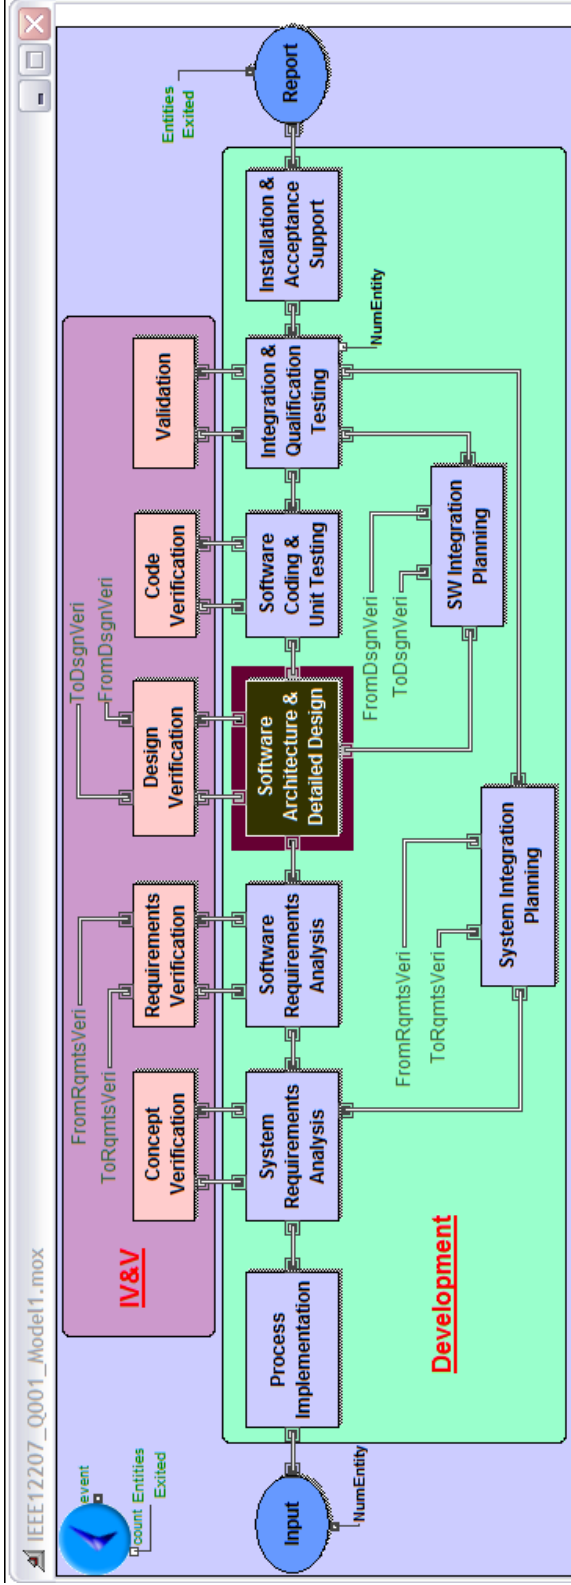 IEEE12207_Q001_Model1.mox
event
count
Entities
Exited
Entities
Exited
IV&V
FromRqmtsVeri
ToRqmtsVeri
ToDsgnVeri
FromDsgnVeri
Concept
Verification
Requirements
Verification
Design
Verification
Code
Verification
Validation
Input
NumEntity
Process
Implementation
System
Requirements
Analysis
Software
Requirements
Analysis
Software
Architecture &
Detailed Design
Software
Coding &
Unit Testing
Integration &
Qualification
Testing
NumEntity
Installation &
Acceptance
Support
Report
Development
FromRqmtsVeri
ToRqmtsVeri
System Integration
Planning
FromDsgnVeri
ToDsgnVeri
SW Integration
Planning